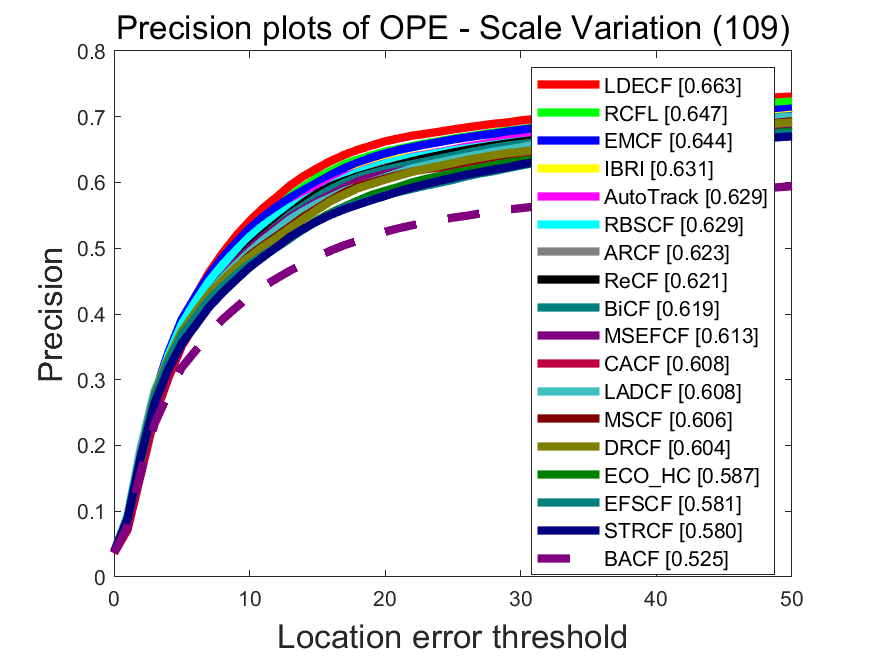 Precision plots of OPE - Scale Variation (109)
0.8
0.7
0.6
0.5
0.4
0.3
0.2
0.1
0
Precision
LDECF [0.663]
RCFL [0.647]
EMCF [0.644]
IBRI [0.631]
AutoTrack [0.629]
RBSCF [0.629]
ARCF [0.623]
ReCF [0.621]
BiCF [0.619]
MSEFCF [0.613]
CACF [0.608]
LADCF [0.608]
MSCF [0.606]
DRCF [0.604]
ECO_HC [0.587]
EFSCF [0.581]
STRCF [0.580]
BACF [0.525]
0 10 20 30 40 50
Location error threshold